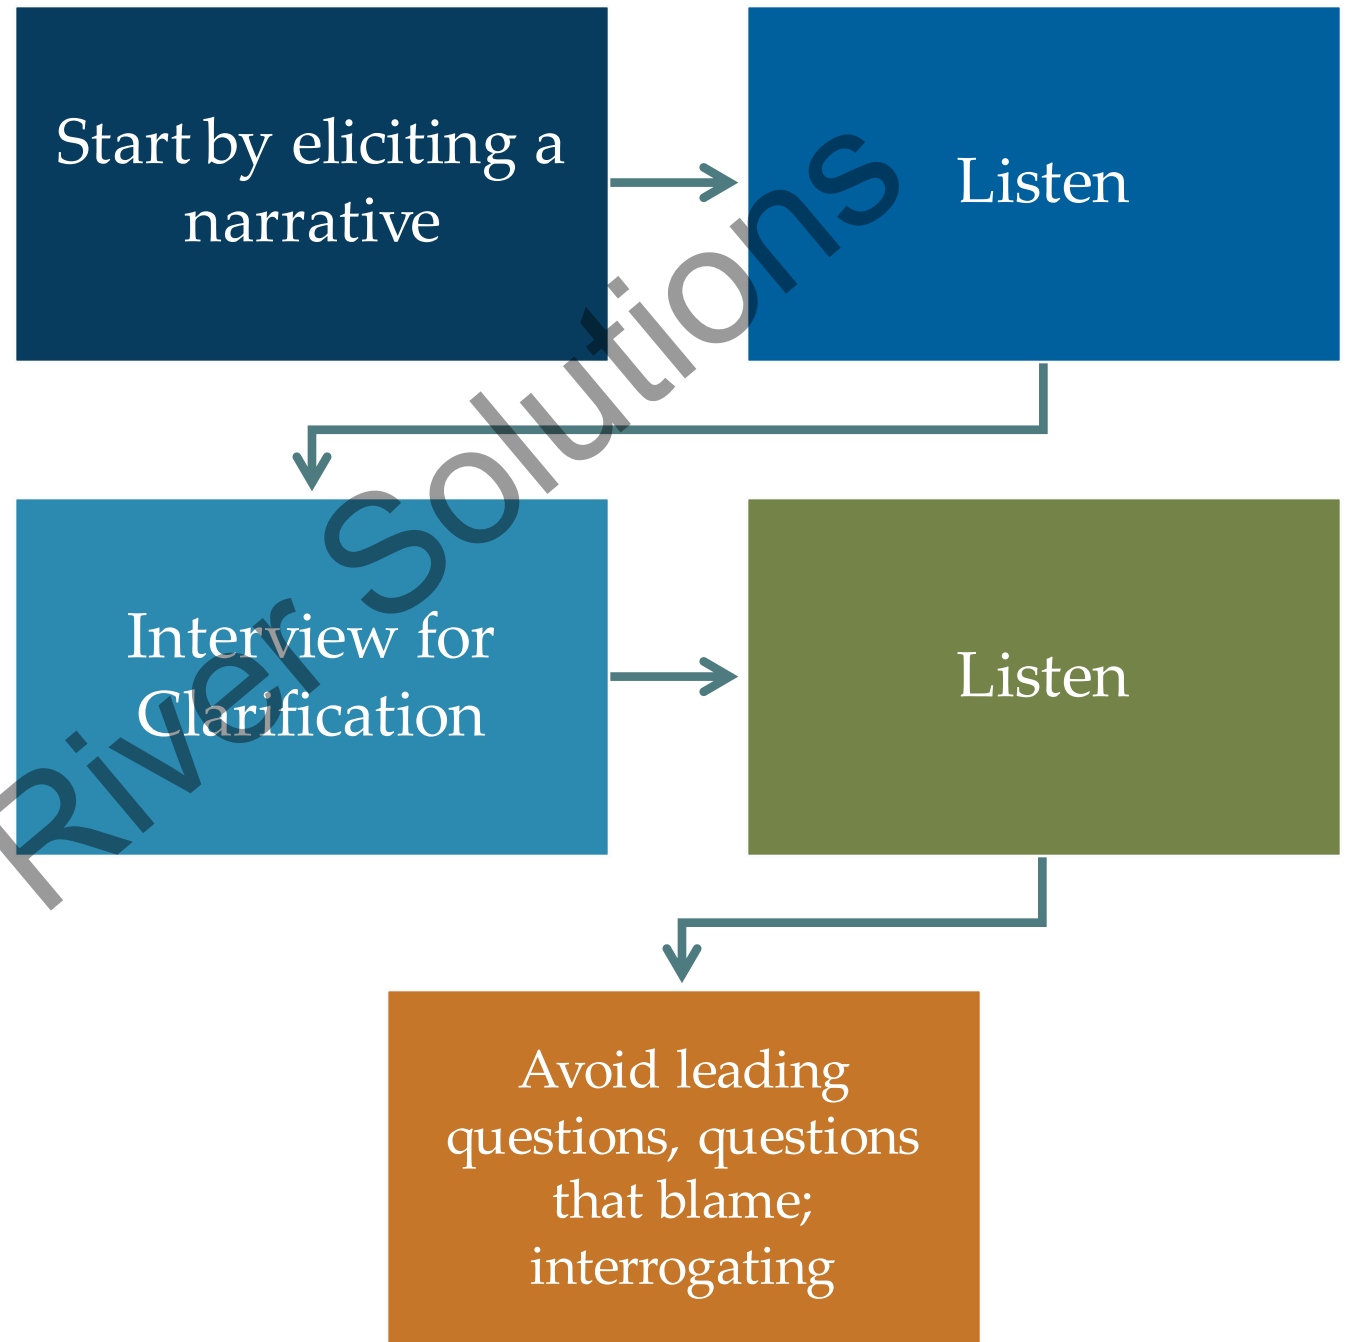 Start by eliciting a
narrative
Listen
Interview for
Clarification
Listen
Avoid leading
questions, questions
that blame;
interrogating
River Solutions